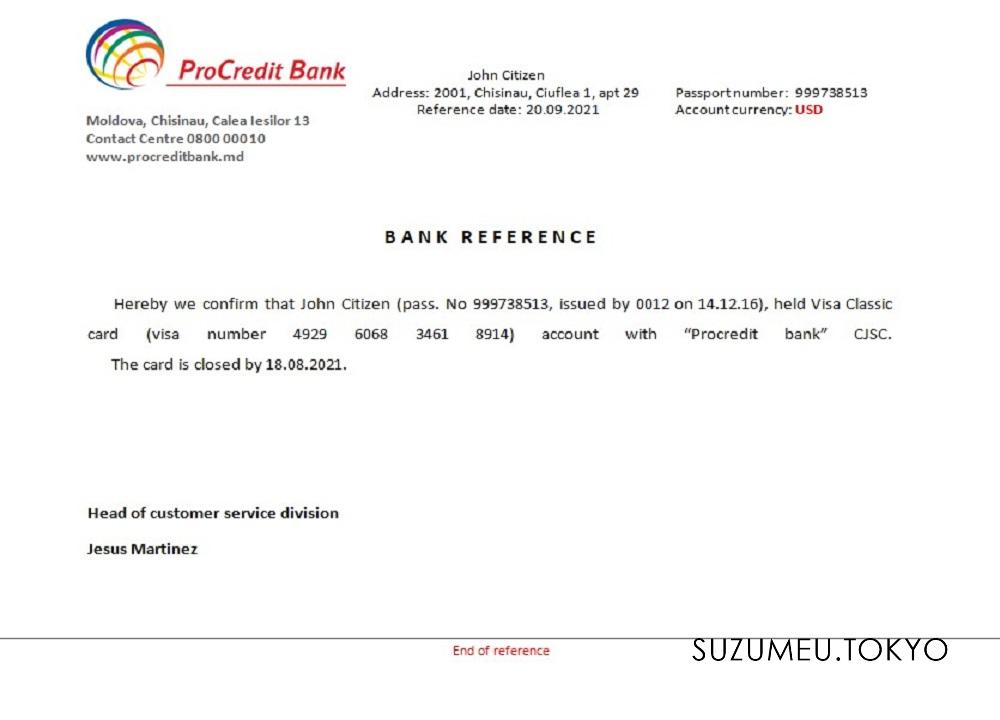 ProCredit Bank
Moldova, Chisinau, Calea Iesilor 13
Contact Centre 0800 00010
www.procreditbank.md
John Citizen
Address: 2001, Chisinau, Ciuflea 1, apt 29
Reference date: 20.09.2021
Passport number: 999738513
Account currency: USD
BANK REFERENCE
Hereby we confirm that John Citizen (pass. No 999738513, issued by 0012 on 14.12.16), held Visa Classic
card (visa number 4929 6068 3461 8914) account with “Procredit bank” CJSC.
The card is closed by 18.08.2021.
Head of customer service division
Jesus Martinez
End of reference
SUZUMEU.TOKYO